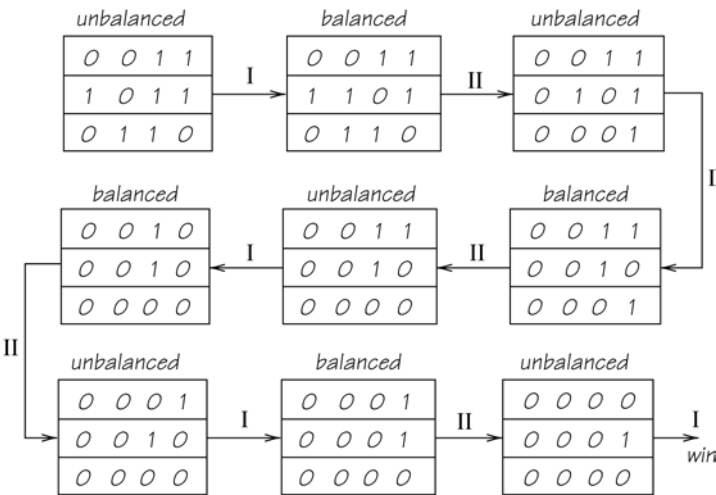 unbalanced balanced unbalanced
0 0 1 1 0 0 1 1 0 0 1 1
I II
1 0 1 1 1 1 0 1 0 1 0 1
0 1 1 0 0 1 1 0 0 0 0 1
balanced unbalanced balanced
0 0 1 0 0 0 1 1 0 0 1 1
I II
0 0 1 0 0 0 1 0 0 0 1 0
0 0 0 0 0 0 0 0 0 0 0 1
II
unbalanced balanced unbalanced
0 0 0 1 0 0 0 1 0 0 0 0
I II I
0 0 1 0 0 0 0 1 0 0 0 1
win
0 0 0 0 0 0 0 0 0 0 0 0